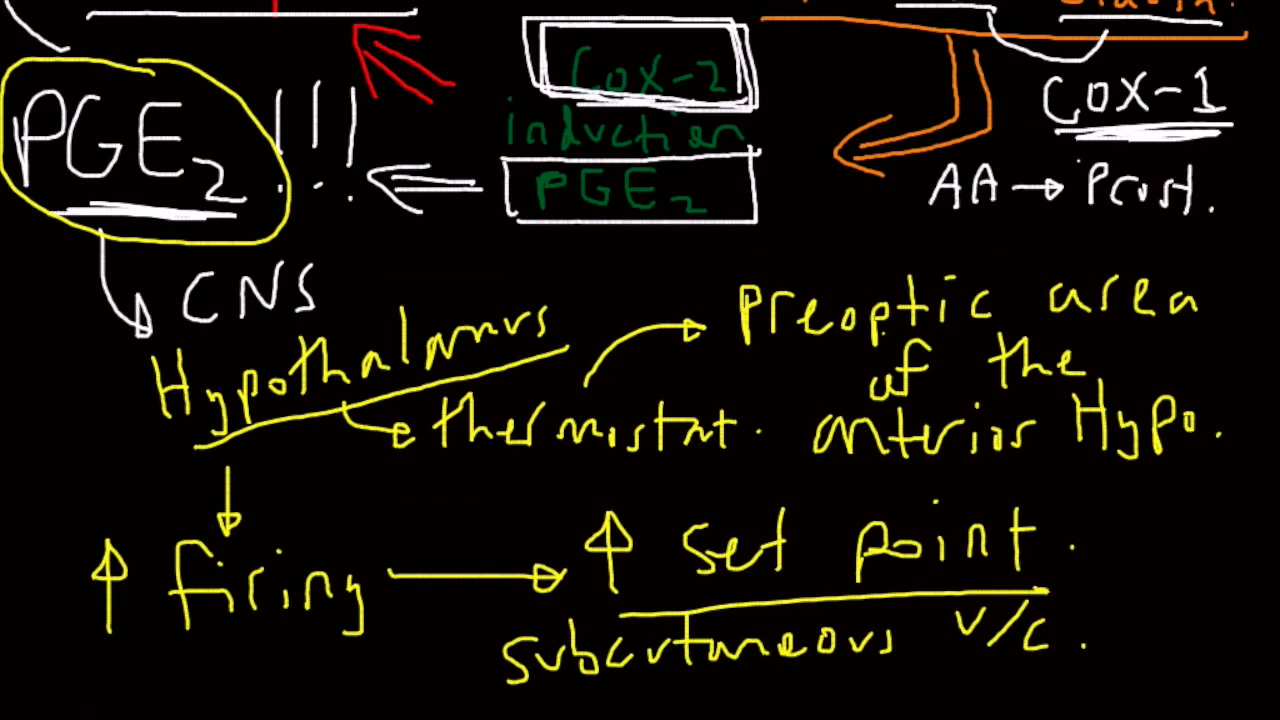 Cox-2
induction
PGE2
PGE2 !!!
Cox-1
AA → Prost.
CNS
Hypothalamus
thermostat.
Preoptic area
of the
anterior Hypo.
↑ firing → ↑ set point.
subcutaneous v/c.